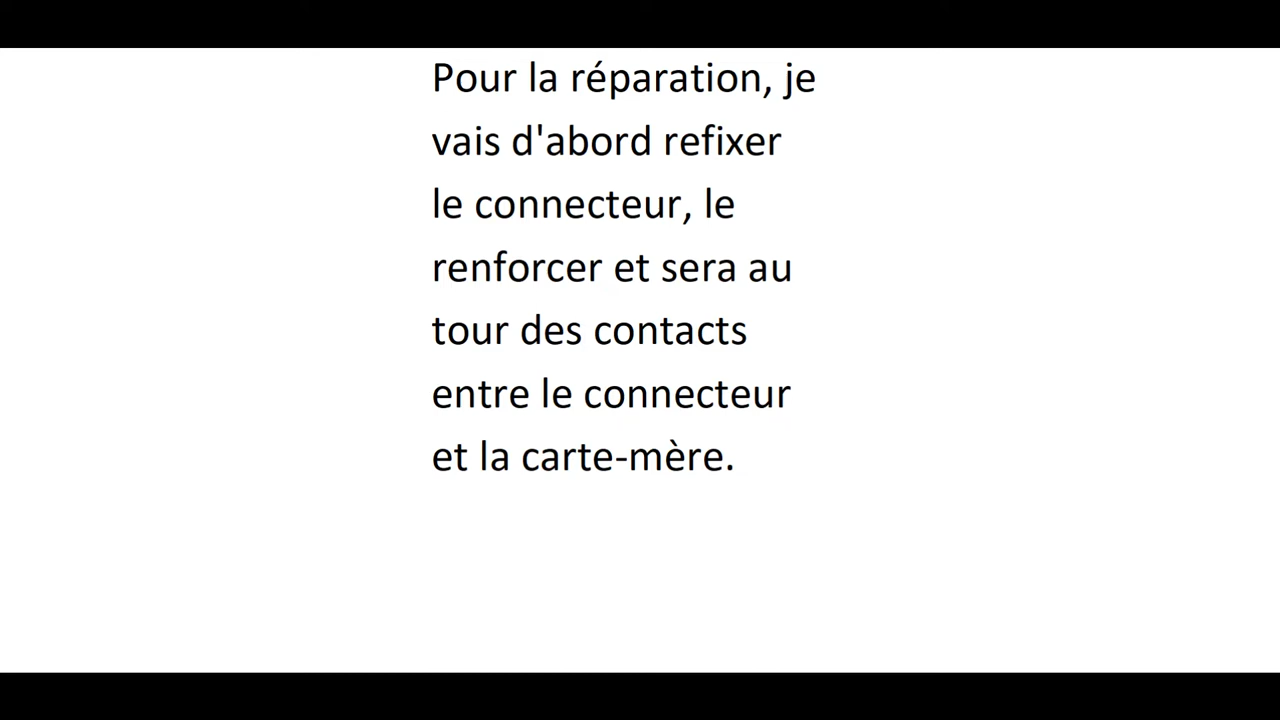 Pour la réparation, je
vais d'abord refixer
le connecteur, le
renforcer et sera au
tour des contacts
entre le connecteur
et la carte-mère.